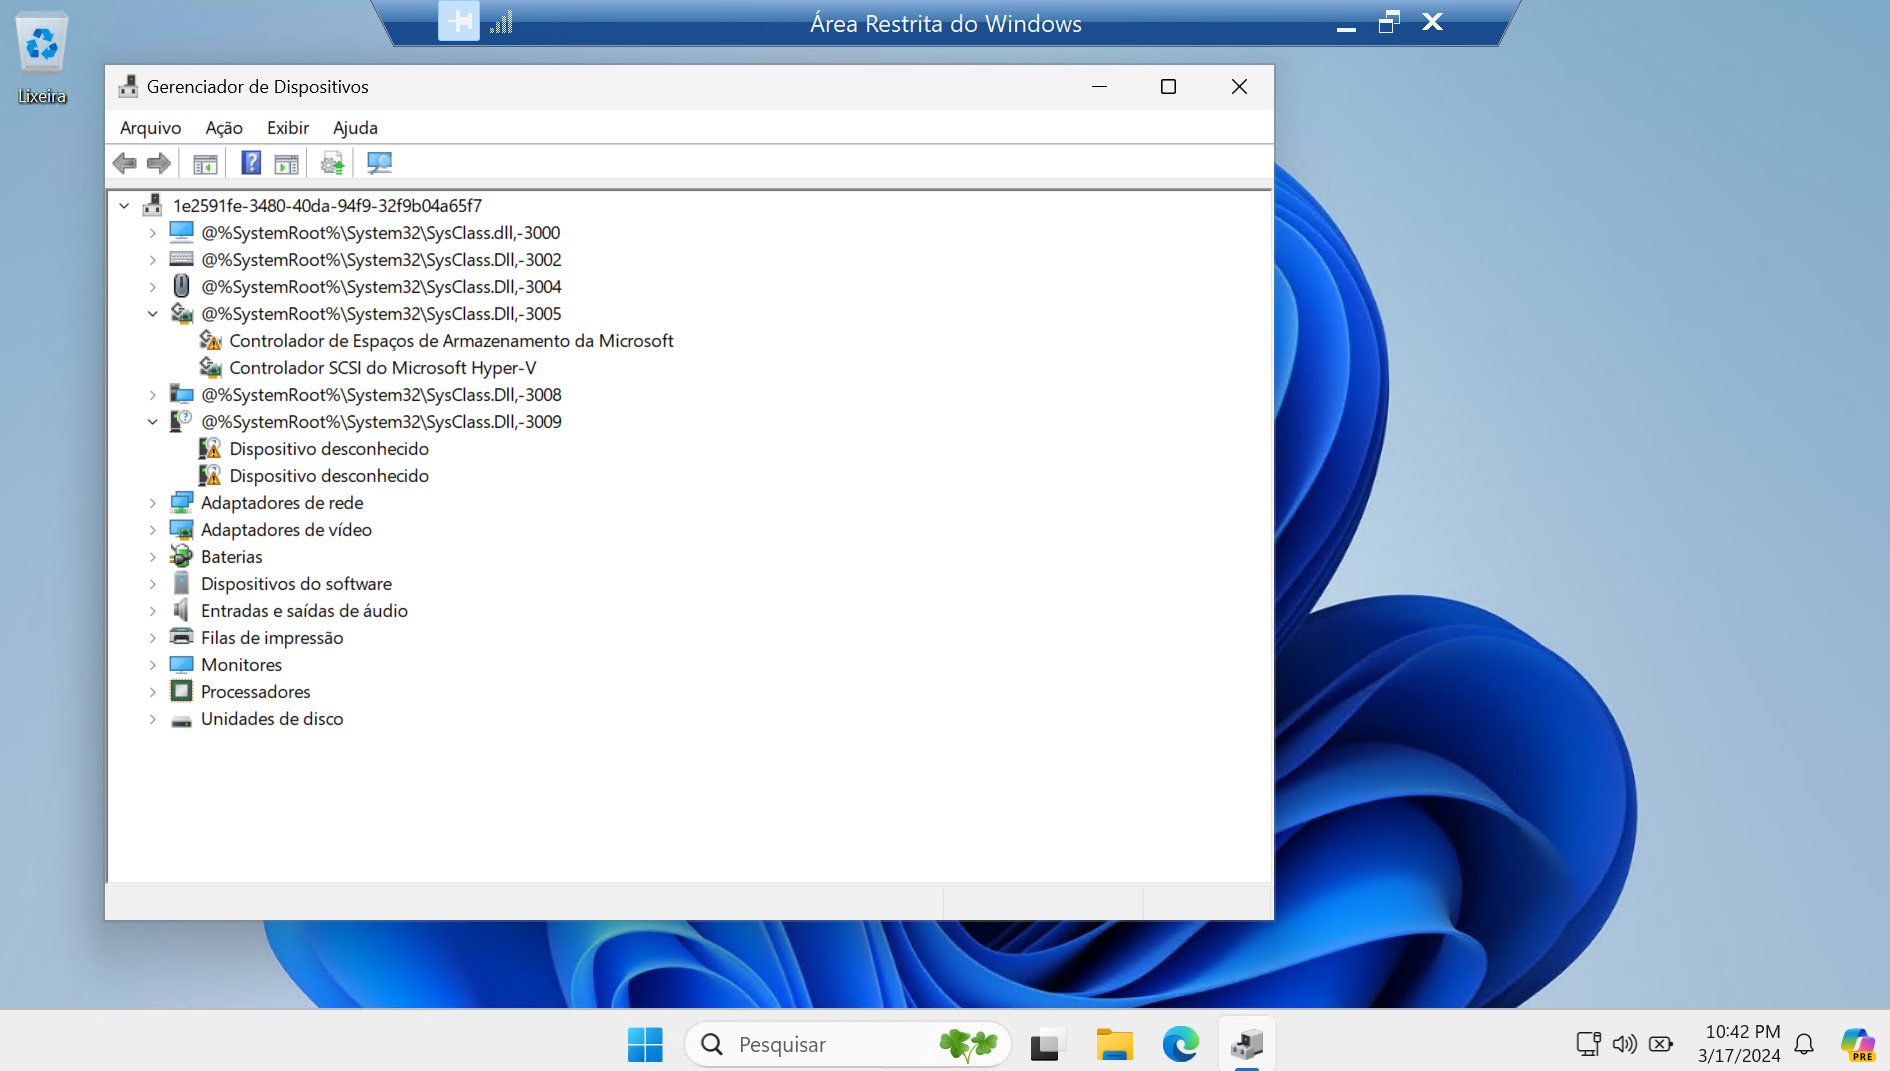 Área Restrita do Windows
Lixeira
Gerenciador de Dispositivos
Arquivo Ação Exibir Ajuda
1e2591fe-3480-40da-94f9-32f9b04a65f7
@%SystemRoot%\System32\SysClass.dll,-3000
@%SystemRoot%\System32\SysClass.Dll,-3002
@%SystemRoot%\System32\SysClass.Dll,-3004
@%SystemRoot%\System32\SysClass.Dll,-3005
Controlador de Espaços de Armazenamento da Microsoft
Controlador SCSI do Microsoft Hyper-V
@%SystemRoot%\System32\SysClass.Dll,-3008
@%SystemRoot%\System32\SysClass.Dll,-3009
Dispositivo desconhecido
Dispositivo desconhecido
Adaptadores de rede
Adaptadores de vídeo
Baterias
Dispositivos do software
Entradas e saídas de áudio
Filas de impressão
Monitores
Processadores
Unidades de disco
Pesquisar
10:42 PM
3/17/2024
PRE